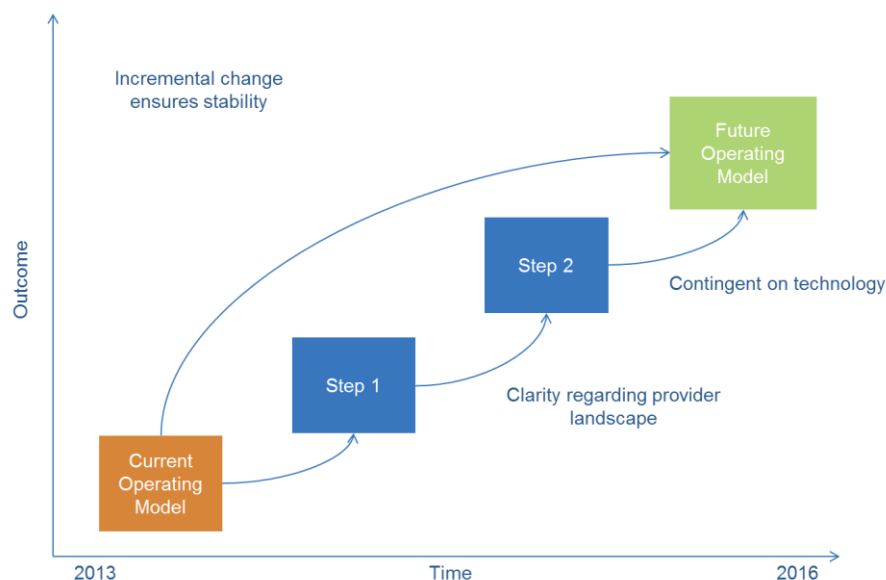 Incremental change
ensures stability
Future
Operating
Model
Outcome
Step 2
Contingent on technology
Step 1
Clarity regarding provider
landscape
Current
Operating
Model
2013
Time
2016